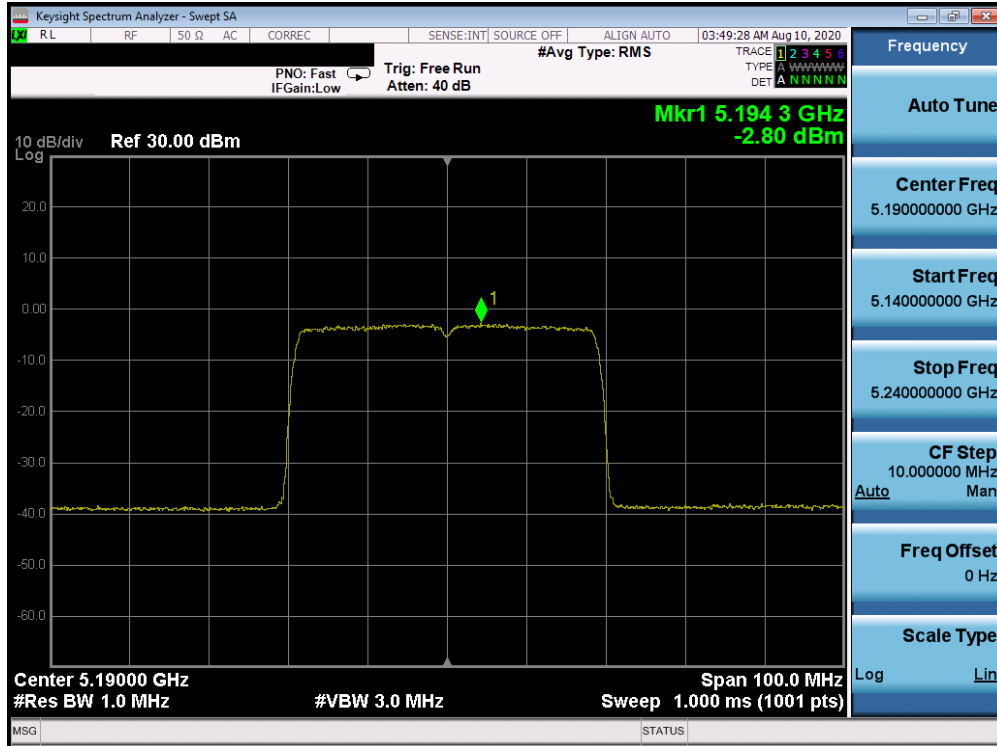 Keysight Spectrum Analyzer - Swept SA
LXI RL RF 50 Ω AC CORREC SENSE:INT SOURCE OFF ALIGN AUTO 03:49:28 AM Aug 10, 2020
#Avg Type: RMS TRACE 1 2 3 4 5 6
PNO: Fast Trig: Free Run TYPE A WWWWW
IFGain:Low Atten: 40 dB DET A N N N N N
Mkr1 5.194 3 GHz
-2.80 dBm
10 dB/div Ref 30.00 dBm
Log
20.0
10.0
0.00
1
-10.0
-20.0
-30.0
-40.0
-50.0
-60.0
Center 5.19000 GHz Span 100.0 MHz
#Res BW 1.0 MHz #VBW 3.0 MHz Sweep 1.000 ms (1001 pts)
MSG STATUS
Frequency
Auto Tune
Center Freq
5.190000000 GHz
Start Freq
5.140000000 GHz
Stop Freq
5.240000000 GHz
CF Step
10.000000 MHz
Auto Man
Freq Offset
0 Hz
Scale Type
Log Lin